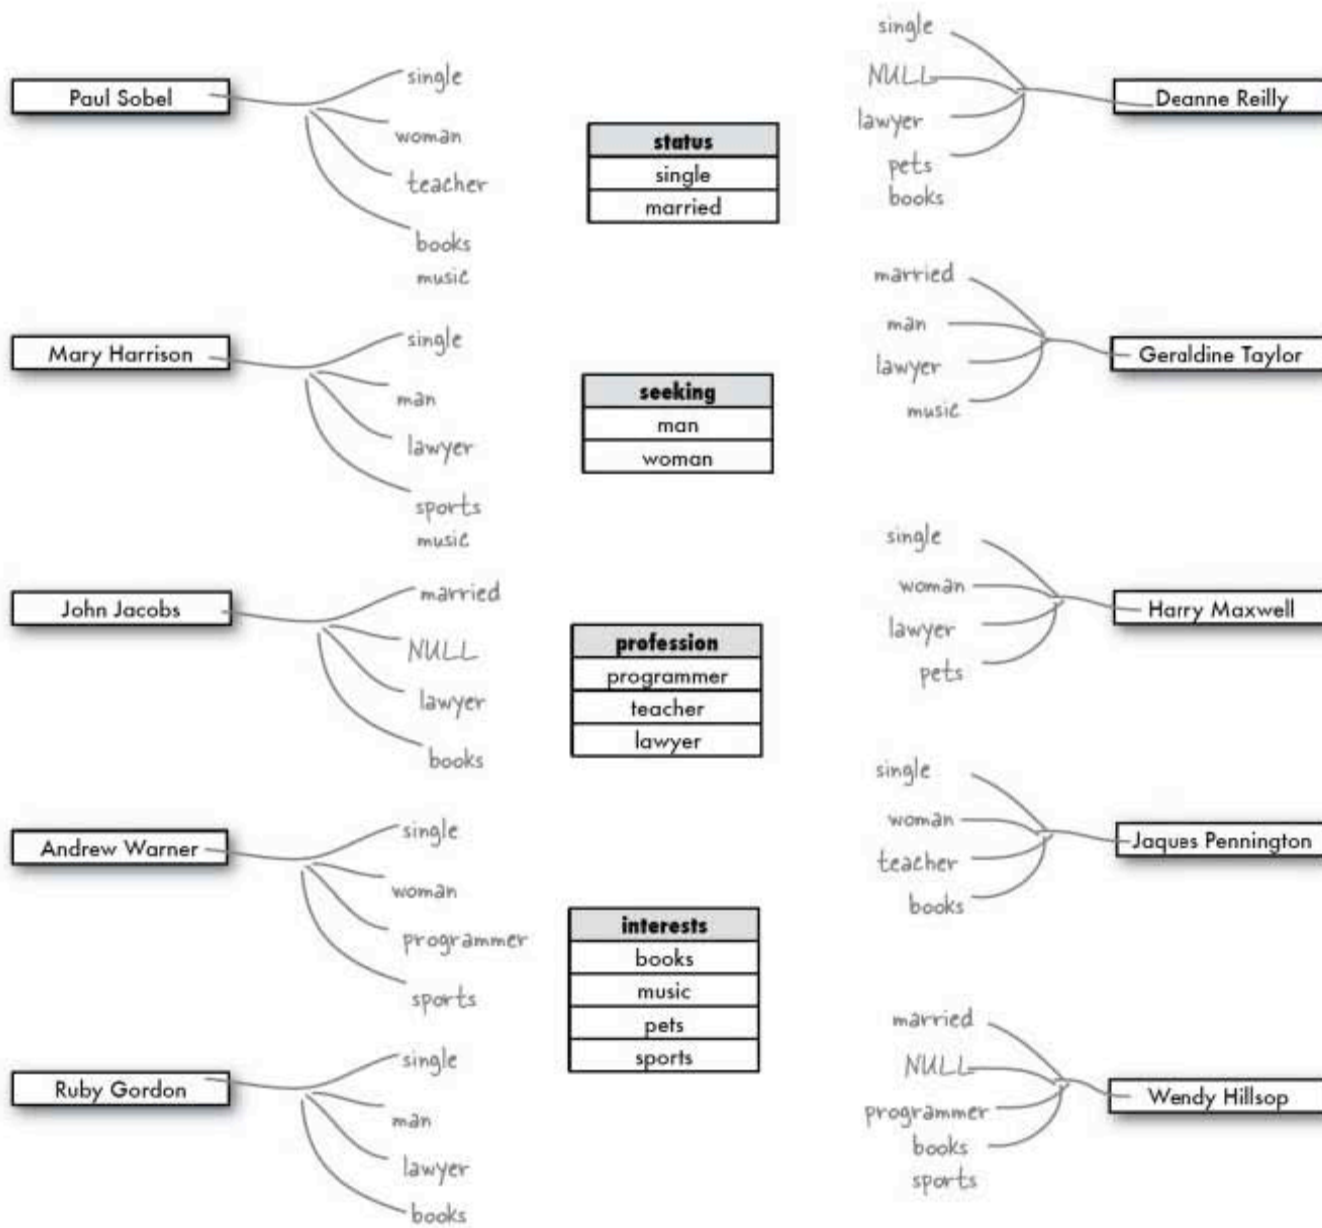 Paul Sobel
single
woman
teacher
books
music
Mary Harrison
single
man
lawyer
sports
music
John Jacobs
married
NULL
lawyer
books
Andrew Warner
single
woman
programmer
sports
Ruby Gordon
single
man
lawyer
books
status
single
married
seeking
man
woman
profession
programmer
teacher
lawyer
interests
books
music
pets
sports
single
NULL
lawyer
pets
books
Deanne Reilly
married
man
lawyer
music
Geraldine Taylor
single
woman
lawyer
pets
Harry Maxwell
single
woman
teacher
books
Jaques Pennington
married
NULL
programmer
books
sports
Wendy Hillsop